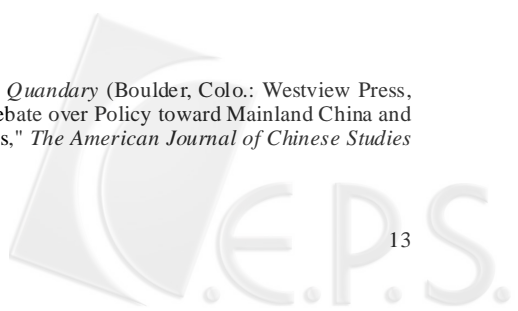 Quandary (Boulder, Colo.: Westview Press,
ebate over Policy toward Mainland China and
s," The American Journal of Chinese Studies
13
C.E.P.S.